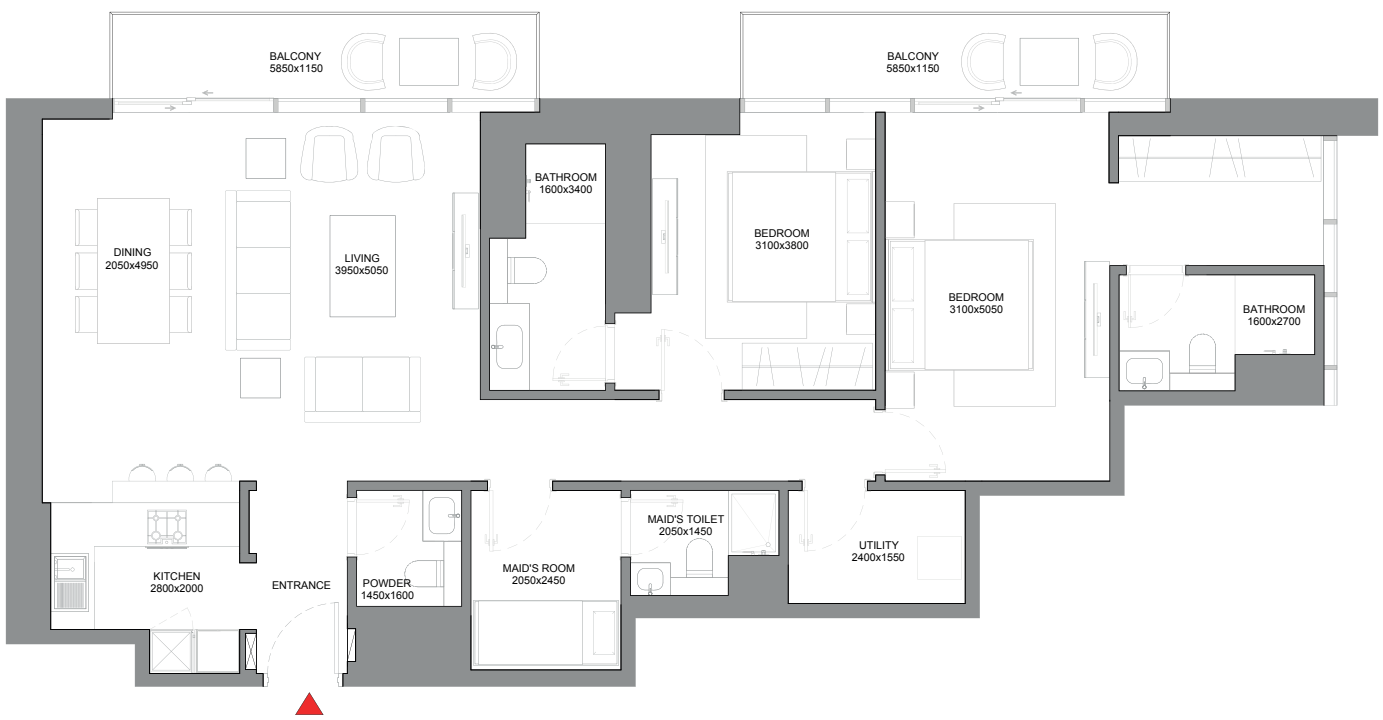 BALCONY
5850x1150
BALCONY
5850x1150
BATHROOM
1600x3400
BEDROOM
3100x3800
DINING
2050x4950
LIVING
3950x5050
BEDROOM
3100x5050
BATHROOM
1600x2700
MAID'S TOILET
2050x1450
UTILITY
2400x1550
KITCHEN
2800x2000
ENTRANCE
POWDER
1450x1600
MAID'S ROOM
2050x2450